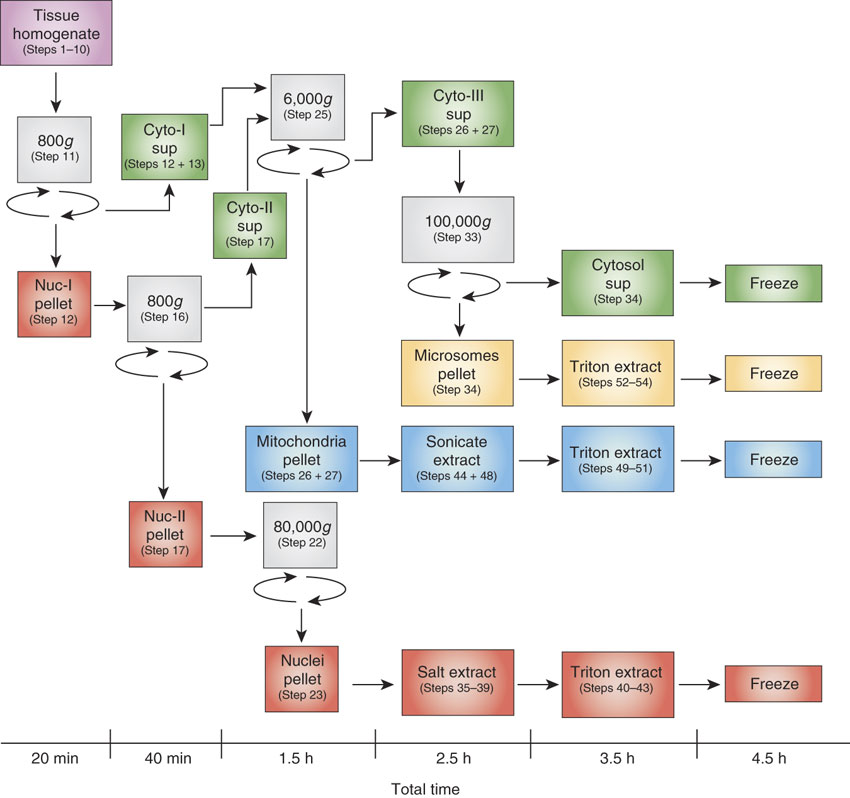 Tissue
homogenate
(Steps 1–10)
800g
(Step 11)
Cyto-I
sup
(Steps 12 + 13)
6,000g
(Step 25)
Cyto-III
sup
(Steps 26 + 27)
Cyto-II
sup
(Step 17)
100,000g
(Step 33)
Nuc-I
pellet
(Step 12)
800g
(Step 16)
Cytosol
sup
(Step 34)
Freeze
Microsomes
pellet
(Step 34)
Triton extract
(Steps 52–54)
Freeze
Mitochondria
pellet
(Steps 26 + 27)
Sonicate
extract
(Steps 44 + 48)
Triton extract
(Steps 49–51)
Freeze
Nuc-II
pellet
(Step 17)
80,000g
(Step 22)
Nuclei
pellet
(Step 23)
Salt extract
(Steps 35–39)
Triton extract
(Steps 40–43)
Freeze
20 min
40 min
1.5 h
2.5 h
3.5 h
4.5 h
Total time